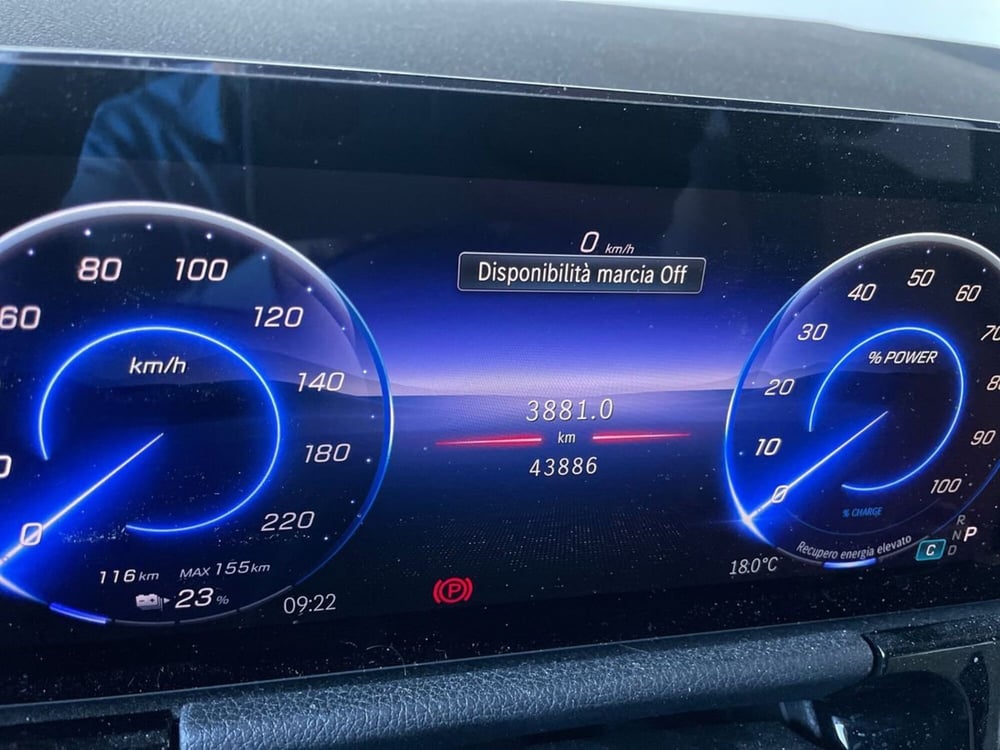 0 km/h
Disponibilità marcia Off
60 80 100 120 140 180 220
0
km/h
116 km MAX 155 km
23 %
09:22
3881.0
km
43886
(P)
0 10 20 30 40 50 60
90 100
% POWER
% CHARGE
Recupero energia elevato
18.0°C
C
R
N P
D